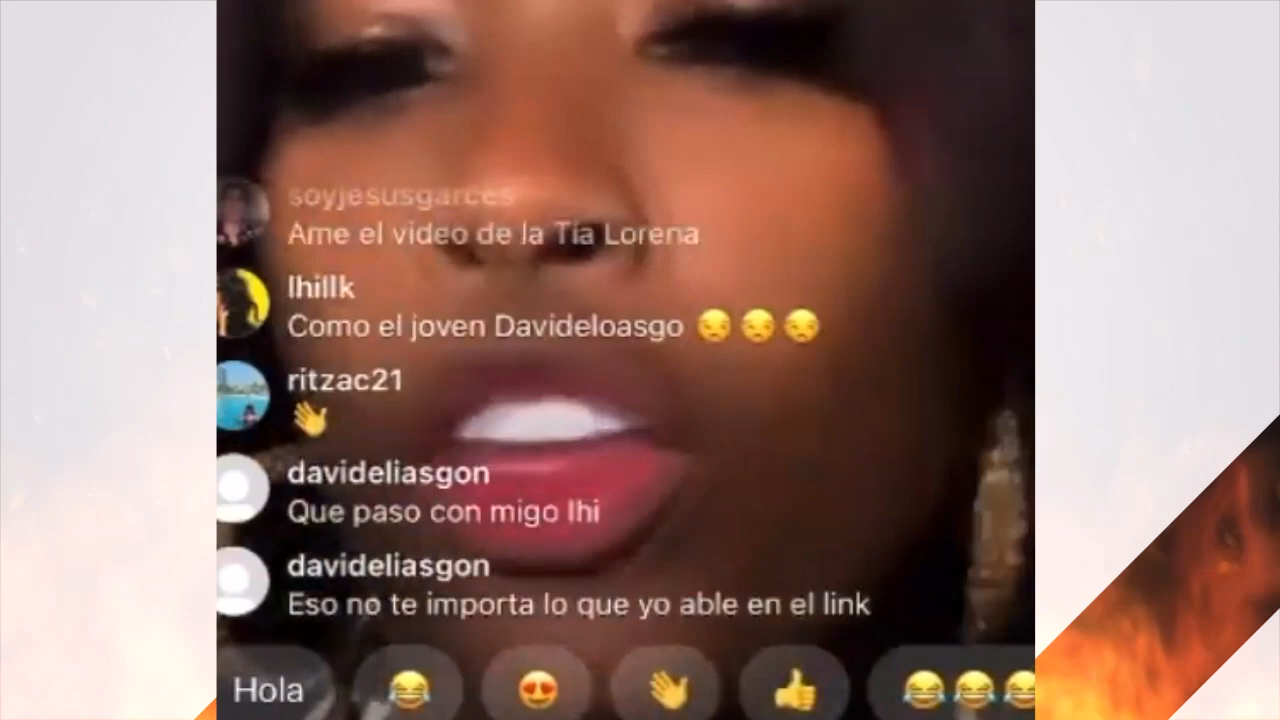 soyjesusgarces
Ame el video de la Tía Lorena
lhillk
Como el joven Davideloasgo 😒 😒 😒
ritzac21
👋
davideliasgon
Que paso con migo lhi
davideliasgon
Eso no te importa lo que yo able en el link
Hola 😂 😍 👋 👍 😂😂😂